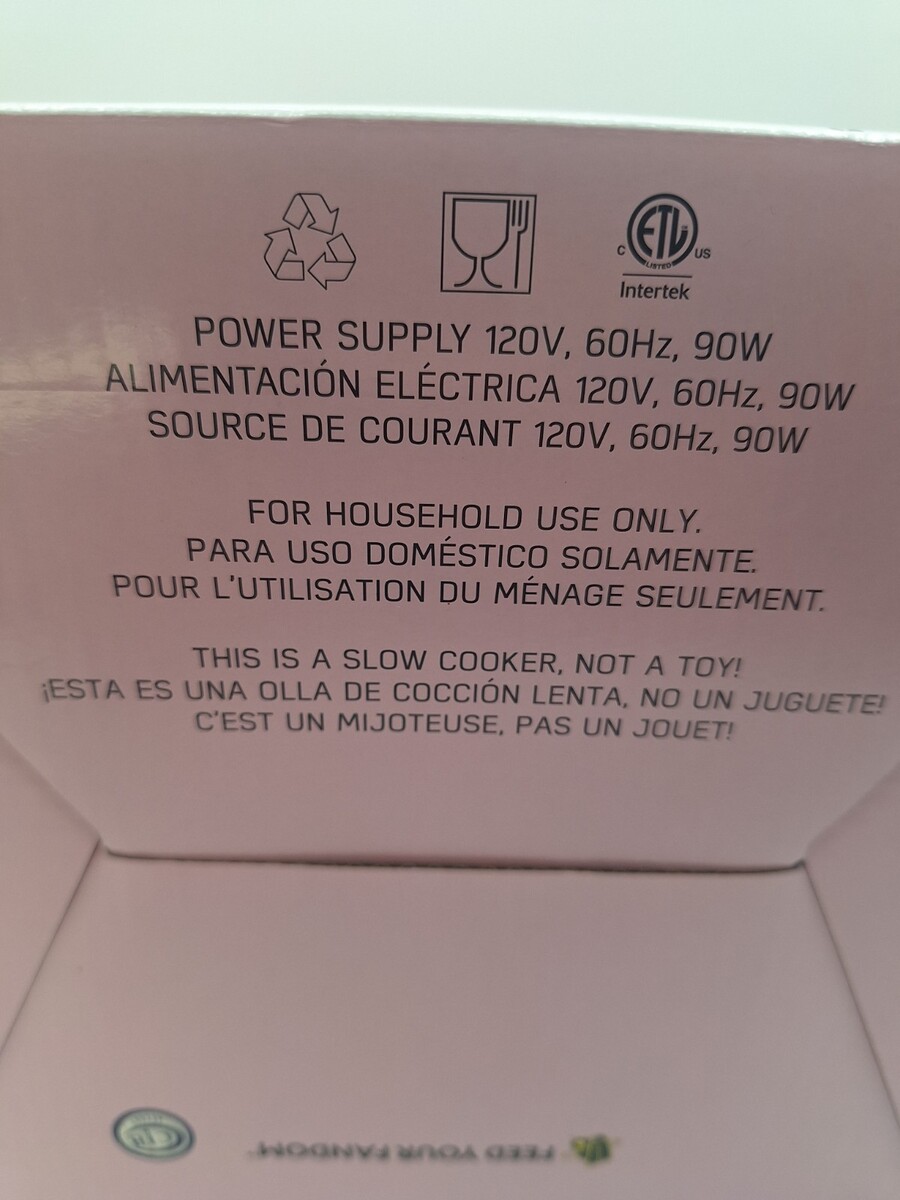 C ETL US
LISTED
Intertek
POWER SUPPLY 120V, 60Hz, 90W
ALIMENTACIÓN ELÉCTRICA 120V, 60Hz, 90W
SOURCE DE COURANT 120V, 60Hz, 90W
FOR HOUSEHOLD USE ONLY.
PARA USO DOMÉSTICO SOLAMENTE.
POUR L'UTILISATION DU MÉNAGE SEULEMENT.
THIS IS A SLOW COOKER, NOT A TOY!
¡ESTA ES UNA OLLA DE COCCIÓN LENTA, NO UN JUGUETE!
C'EST UN MIJOTEUSE, PAS UN JOUET!
FEED YOUR FANDOM™